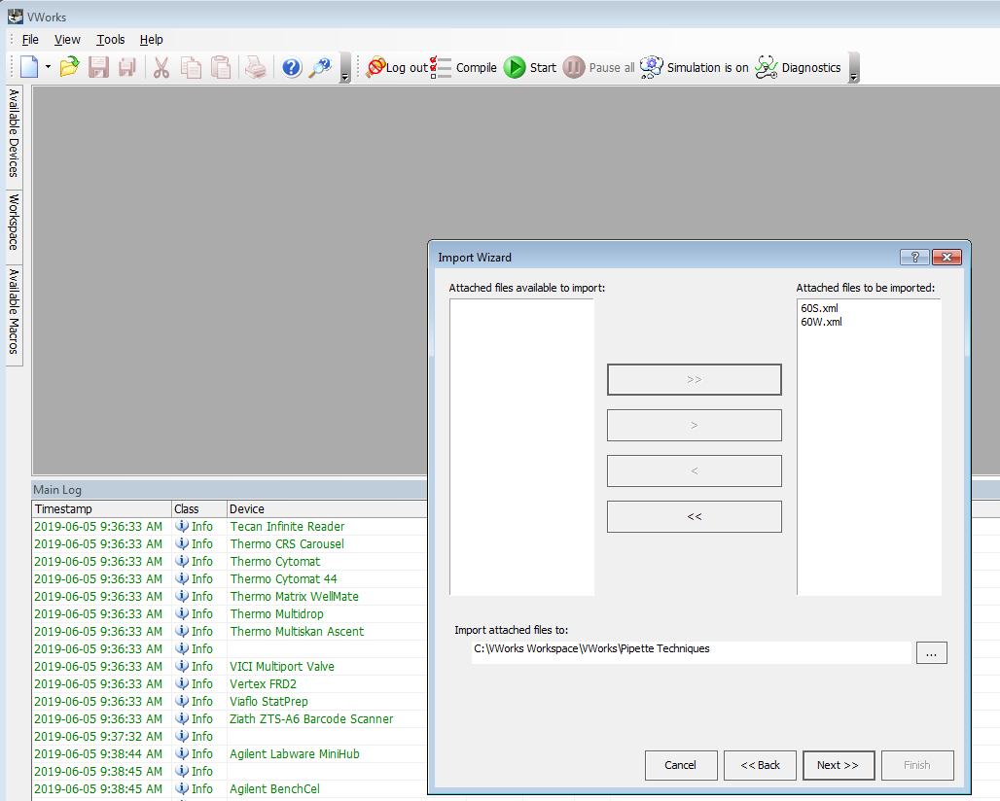 VWorks
File View Tools Help
Log out Compile Start Pause all Simulation is on Diagnostics
Available Devices
Workspace
Available Macros
Import Wizard
Attached files available to import:
Attached files to be imported:
60S.xml
60W.xml
>>
>
<
<<
Import attached files to:
C:\VWorks Workspace\VWorks\Pipette Techniques
...
Cancel << Back Next >> Finish
Main Log
Timestamp Class Device
2019-06-05 9:36:33 AM Info Tecan Infinite Reader
2019-06-05 9:36:33 AM Info Thermo CRS Carousel
2019-06-05 9:36:33 AM Info Thermo Cytomat
2019-06-05 9:36:33 AM Info Thermo Cytomat 44
2019-06-05 9:36:33 AM Info Thermo Matrix WellMate
2019-06-05 9:36:33 AM Info Thermo Multidrop
2019-06-05 9:36:33 AM Info Thermo Multiskan Ascent
2019-06-05 9:36:33 AM Info
2019-06-05 9:36:33 AM Info VICI Multiport Valve
2019-06-05 9:36:33 AM Info Vertex FRD2
2019-06-05 9:36:33 AM Info Viaflo StatPrep
2019-06-05 9:36:33 AM Info Ziath ZTS-A6 Barcode Scanner
2019-06-05 9:37:32 AM Info
2019-06-05 9:38:44 AM Info Agilent Labware MiniHub
2019-06-05 9:38:45 AM Info
2019-06-05 9:38:45 AM Info Agilent BenchCel